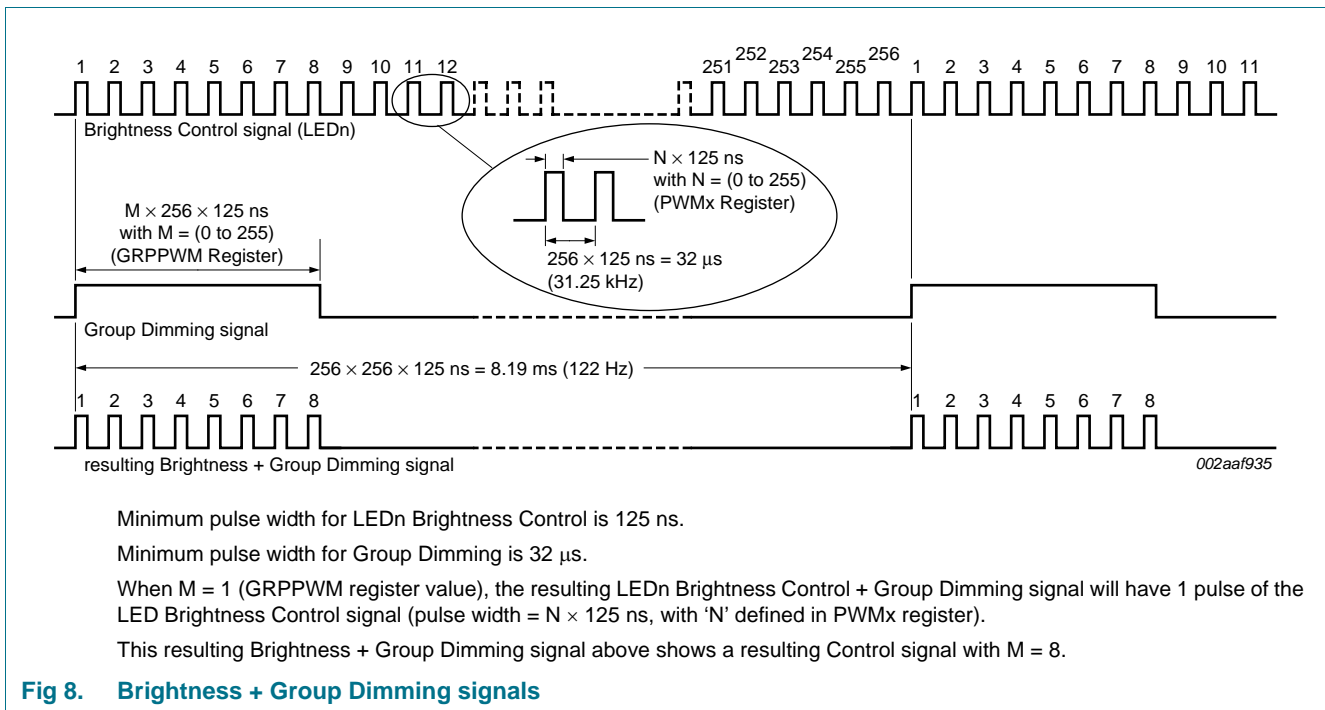 1 2 3 4 5 6 7 8 9 10 11 12 251 252 253 254 255 256 1 2 3 4 5 6 7 8 9 10 11
Brightness Control signal (LEDn)
N × 125 ns
with N = (0 to 255)
(PWMx Register)
M × 256 × 125 ns
with M = (0 to 255)
(GRPPWM Register)
256 × 125 ns = 32 μs
(31.25 kHz)
Group Dimming signal
256 × 256 × 125 ns = 8.19 ms (122 Hz)
1 2 3 4 5 6 7 8 1 2 3 4 5 6 7 8
resulting Brightness + Group Dimming signal
002aaf935
Minimum pulse width for LEDn Brightness Control is 125 ns.
Minimum pulse width for Group Dimming is 32 μs.
When M = 1 (GRPPWM register value), the resulting LEDn Brightness Control + Group Dimming signal will have 1 pulse of the
LED Brightness Control signal (pulse width = N × 125 ns, with ‘N’ defined in PWMx register).
This resulting Brightness + Group Dimming signal above shows a resulting Control signal with M = 8.
Fig 8. Brightness + Group Dimming signals